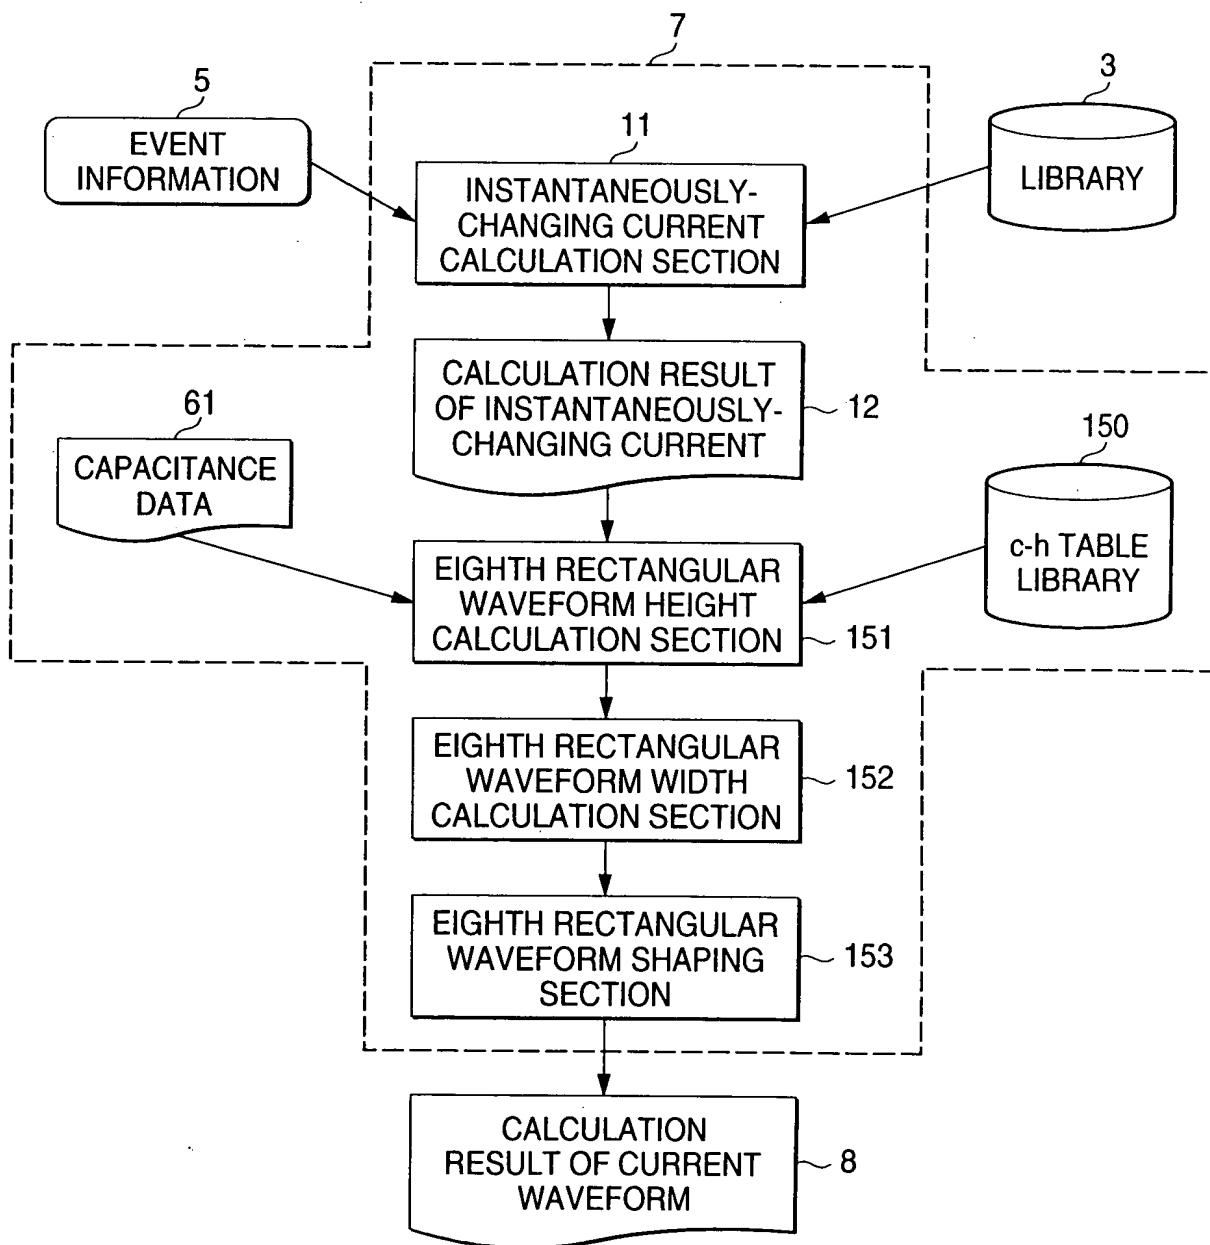 7
5
EVENT
INFORMATION
3
LIBRARY
11
INSTANTANEOUSLY-
CHANGING CURRENT
CALCULATION SECTION
CALCULATION RESULT
OF INSTANTANEOUSLY-
CHANGING CURRENT
12
61
CAPACITANCE
DATA
150
c-h TABLE
LIBRARY
EIGHTH RECTANGULAR
WAVEFORM HEIGHT
CALCULATION SECTION
151
EIGHTH RECTANGULAR
WAVEFORM WIDTH
CALCULATION SECTION
152
EIGHTH RECTANGULAR
WAVEFORM SHAPING
SECTION
153
CALCULATION
RESULT OF CURRENT
WAVEFORM
8